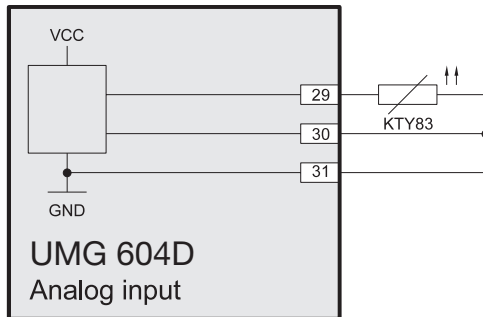 VCC
29
KTY83
30
31
GND
UMG 604D
Analog input